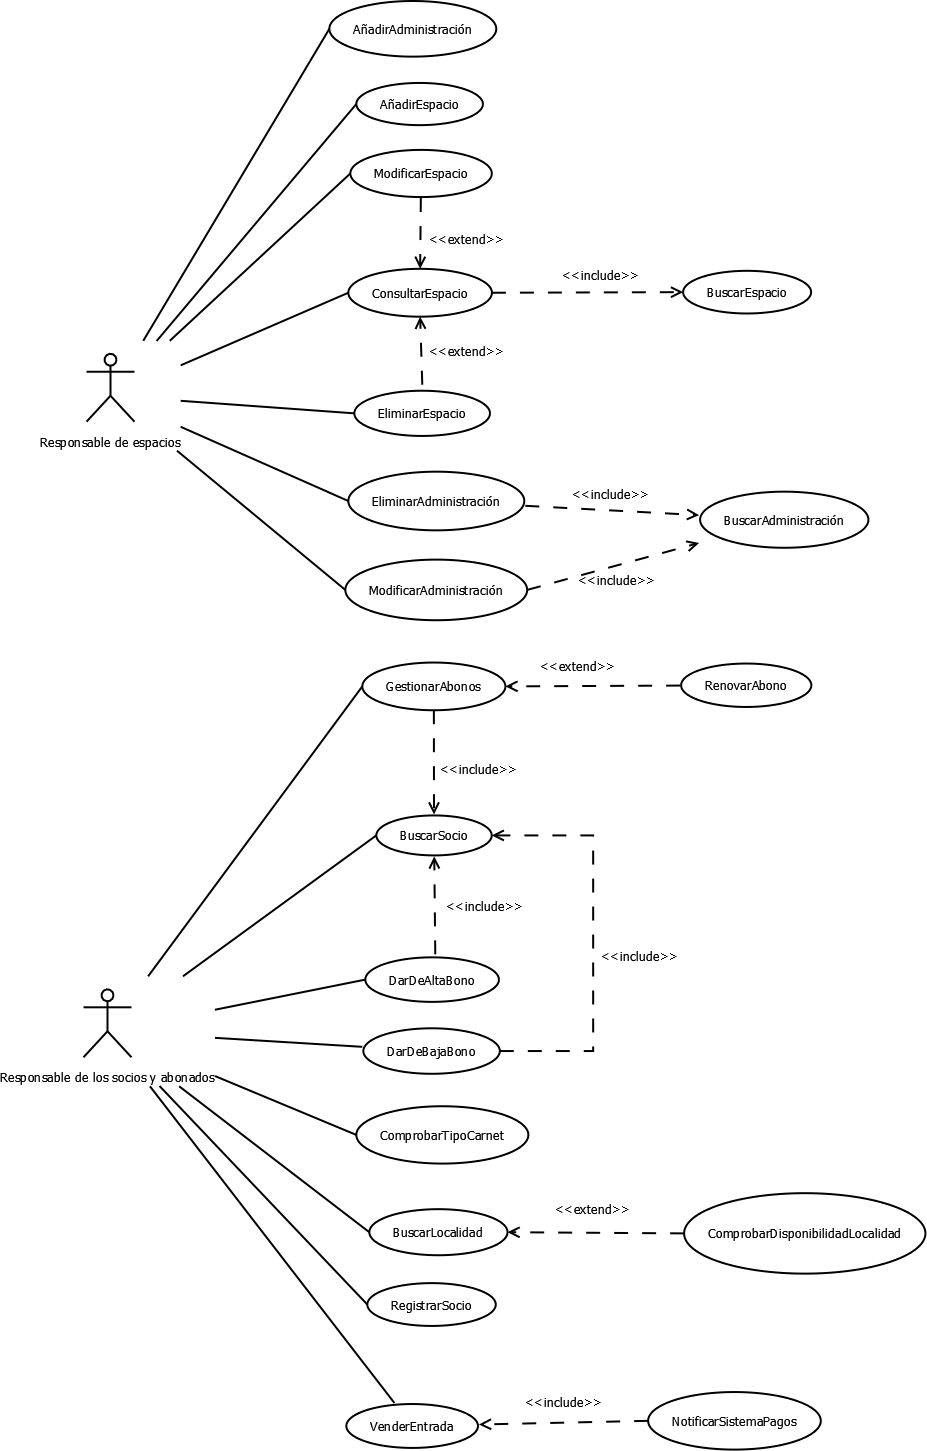 AñadirAdministración
AñadirEspacio
ModificarEspacio
<<extend>>
<<include>>
ConsultarEspacio
BuscarEspacio
<<extend>>
EliminarEspacio
Responsable de espacios
<<include>>
EliminarAdministración
BuscarAdministración
<<include>>
ModificarAdministración
<<extend>>
GestionarAbonos
RenovarAbono
<<include>>
BuscarSocio
<<include>>
<<include>>
DarDeAltaBono
DarDeBajaBono
Responsable de los socios y abonados
ComprobarTipoCarnet
<<extend>>
BuscarLocalidad
ComprobarDisponibilidadLocalidad
RegistrarSocio
<<include>>
VenderEntrada
NotificarSistemaPagos